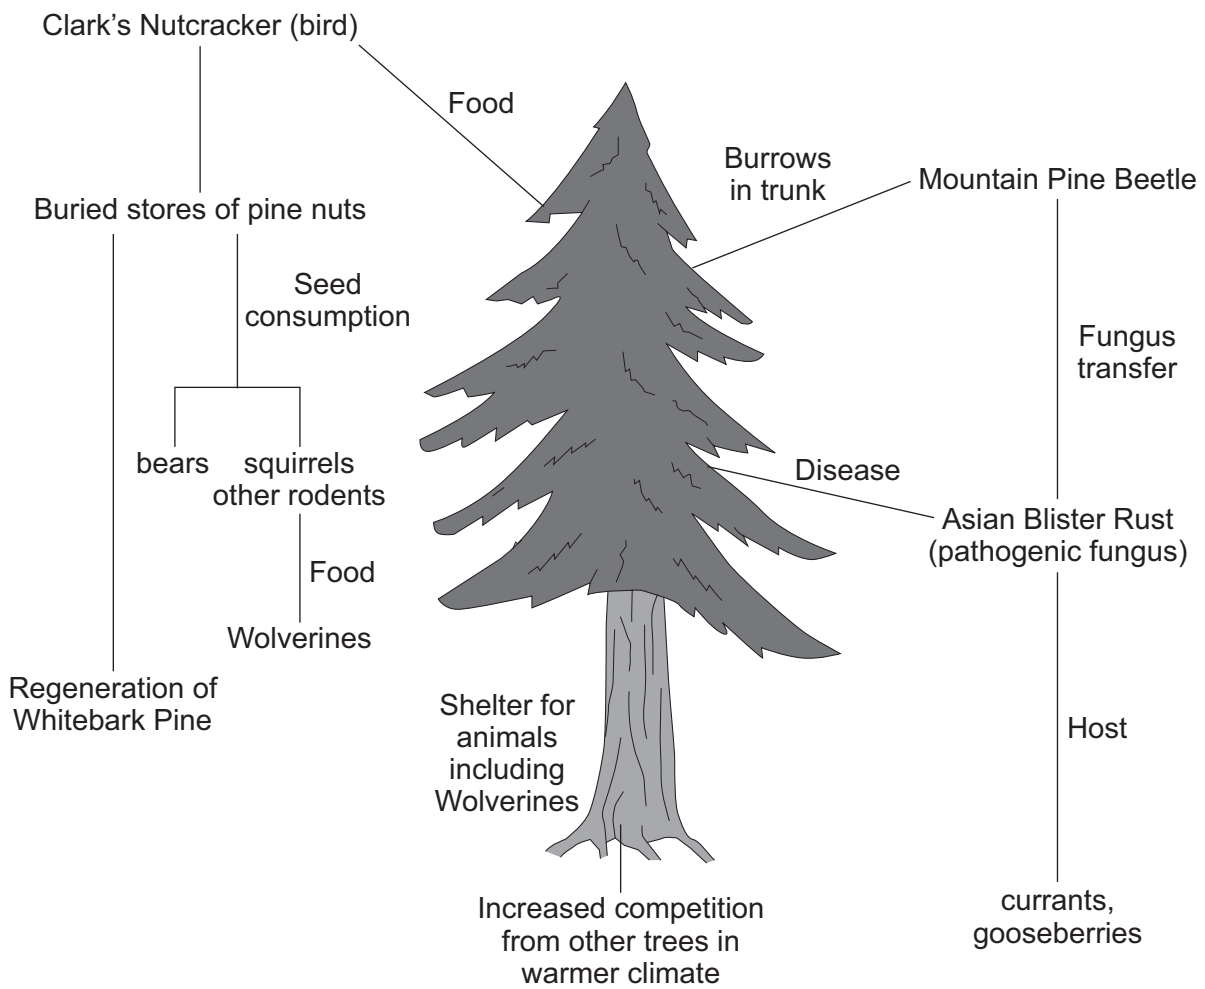 Clark’s Nutcracker (bird)
Food
Burrows
in trunk
Mountain Pine Beetle
Buried stores of pine nuts
Seed
consumption
Fungus
transfer
bears
squirrels
other rodents
Disease
Asian Blister Rust
(pathogenic fungus)
Food
Wolverines
Regeneration of
Whitebark Pine
Shelter for
animals
including
Wolverines
Host
Increased competition
from other trees in
warmer climate
currants,
gooseberries